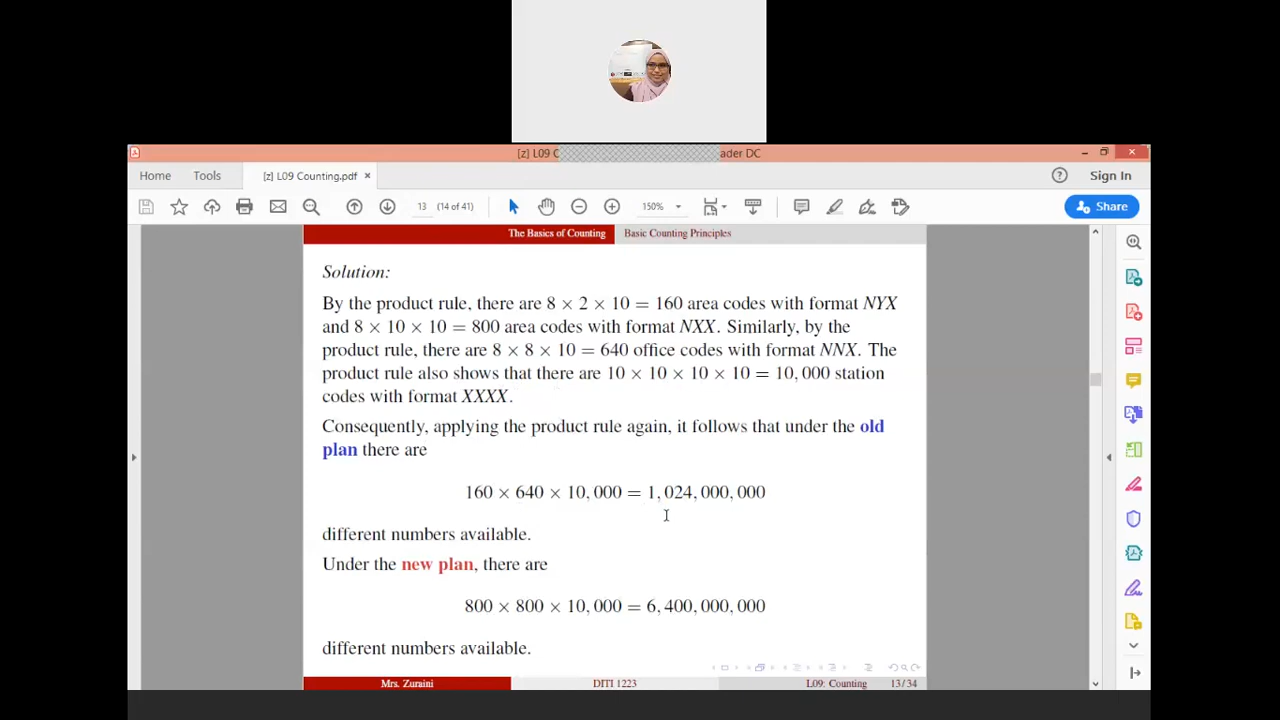 [z] L09 C ader DC
Home Tools [z] L09 Counting.pdf × Sign In
13 (14 of 41) 150% Share
The Basics of Counting Basic Counting Principles
Solution:
By the product rule, there are 8 × 2 × 10 = 160 area codes with format NYX
and 8 × 10 × 10 = 800 area codes with format NXX. Similarly, by the
product rule, there are 8 × 8 × 10 = 640 office codes with format NNX. The
product rule also shows that there are 10 × 10 × 10 × 10 = 10, 000 station
codes with format XXXX.
Consequently, applying the product rule again, it follows that under the old
plan there are
160 × 640 × 10, 000 = 1, 024, 000, 000
different numbers available.
Under the new plan, there are
800 × 800 × 10, 000 = 6, 400, 000, 000
different numbers available.
Mrs. Zuraini DITI 1223 L09: Counting 13/34